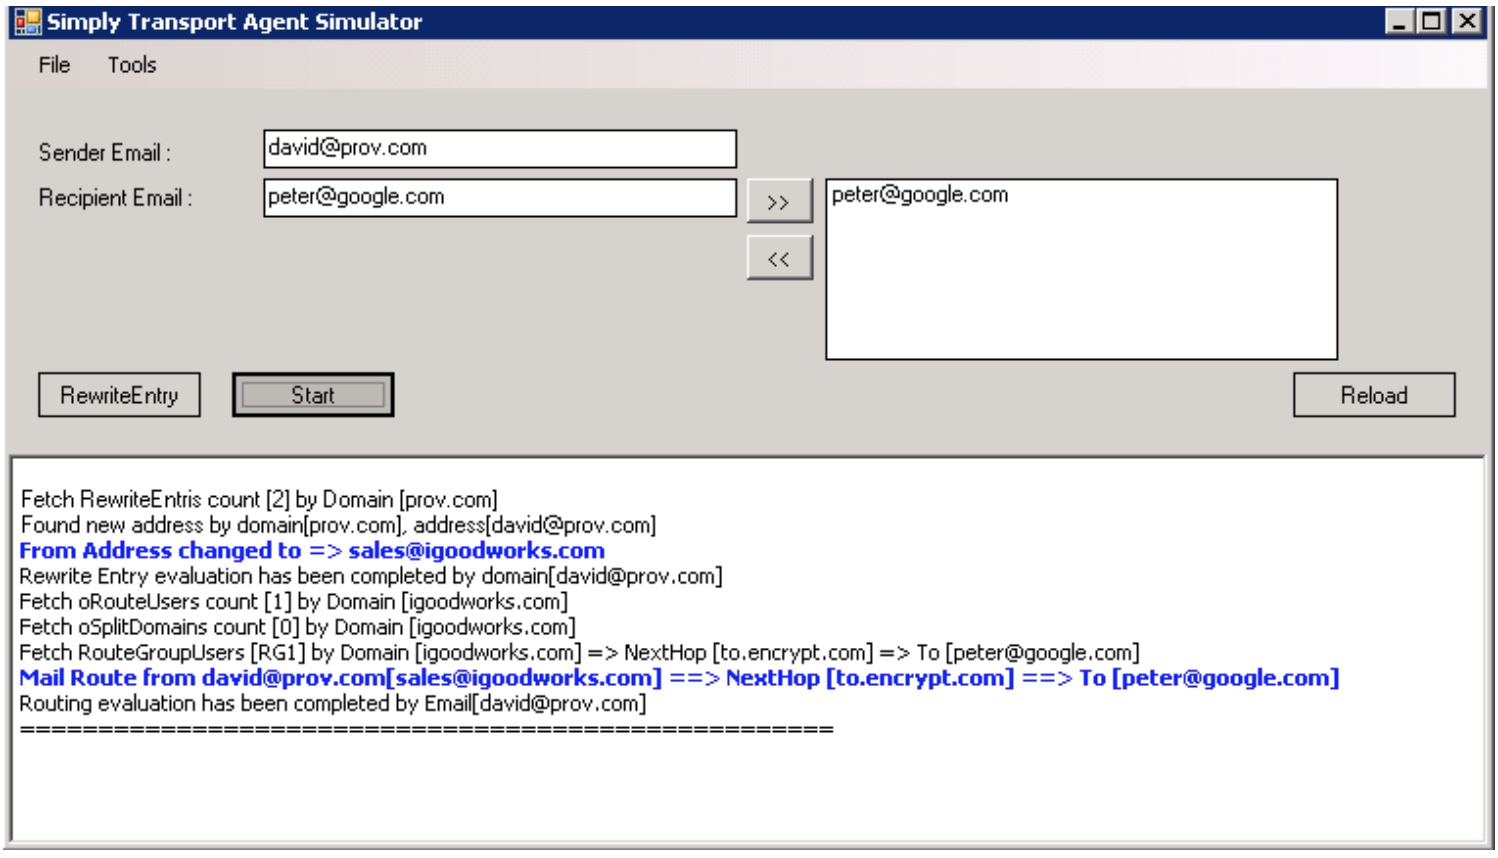 Simply Transport Agent Simulator
File Tools
Sender Email : david@prov.com
Recipient Email : peter@google.com >> peter@google.com
<<
RewriteEntry Start Reload
Fetch RewriteEntris count [2] by Domain [prov.com]
Found new address by domain[prov.com], address[david@prov.com]
From Address changed to => sales@igoodworks.com
Rewrite Entry evaluation has been completed by domain[david@prov.com]
Fetch oRouteUsers count [1] by Domain [igoodworks.com]
Fetch oSplitDomains count [0] by Domain [igoodworks.com]
Fetch RouteGroupUsers [RG1] by Domain [igoodworks.com] => NextHop [to.encrypt.com] => To [peter@google.com]
Mail Route from david@prov.com[sales@igoodworks.com] ==> NextHop [to.encrypt.com] ==> To [peter@google.com]
Routing evaluation has been completed by Email[david@prov.com]
====================================================